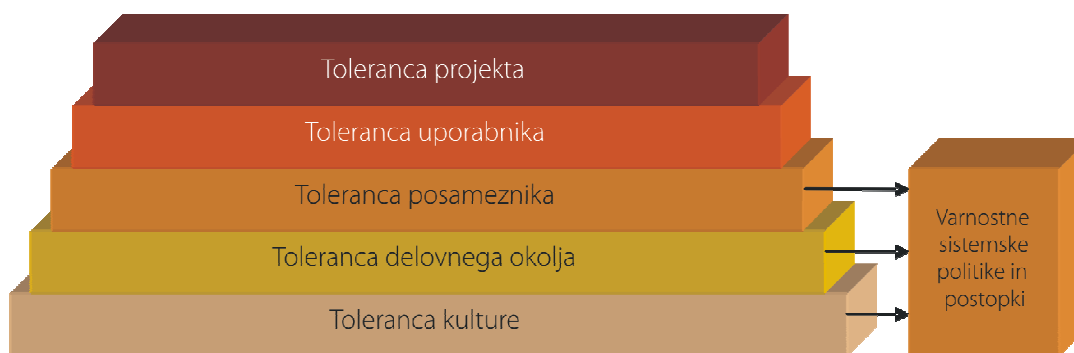 Toleranca projekta
Toleranca uporabnika
Toleranca posameznika
Toleranca delovnega okolja
Toleranca kulture
Varnostne
sistemske
politike in
postopki